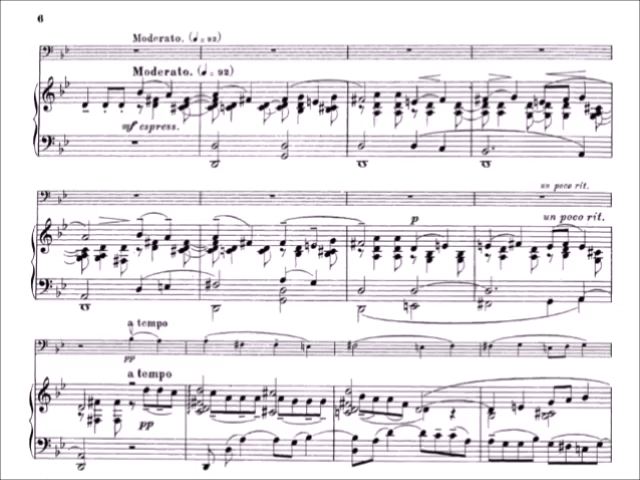 6
Moderato. (♩. = 92)
Moderato. (♩. = 92)
mf espress.
un poco rit.
p
un poco rit.
a tempo
pp
a tempo
pp